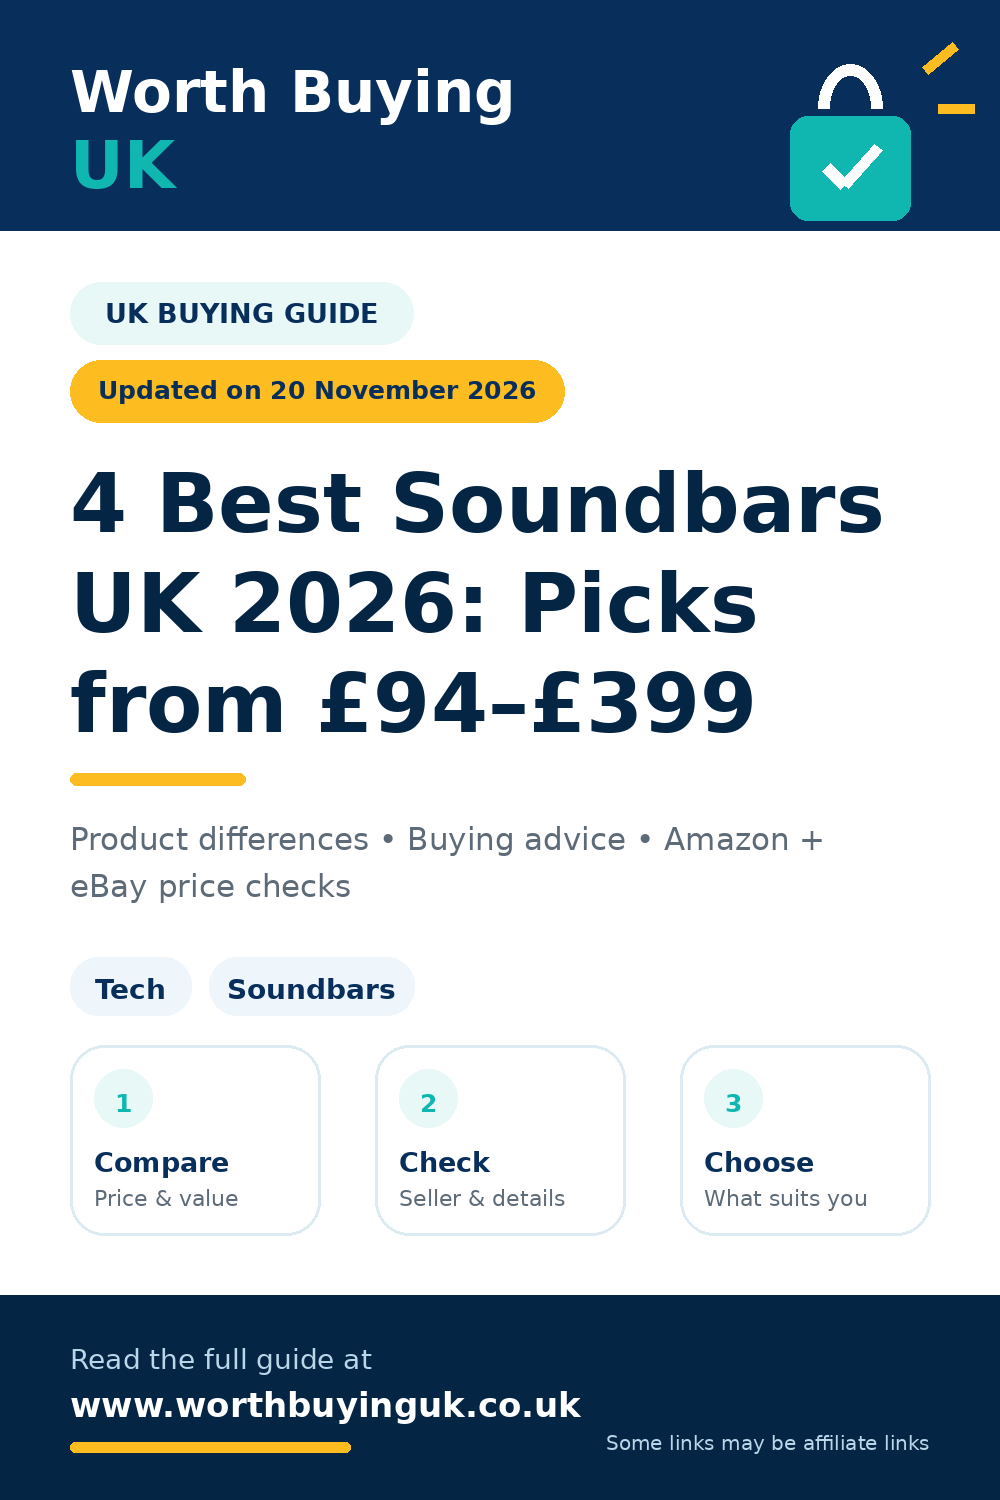 Worth Buying
UK
UK BUYING GUIDE
Updated on 20 November 2026
4 Best Soundbars
UK 2026: Picks
from £94–£399
Product differences • Buying advice • Amazon +
eBay price checks
Tech
Soundbars
1
Compare
Price & value
2
Check
Seller & details
3
Choose
What suits you
Read the full guide at
www.worthbuyinguk.co.uk
Some links may be affiliate links